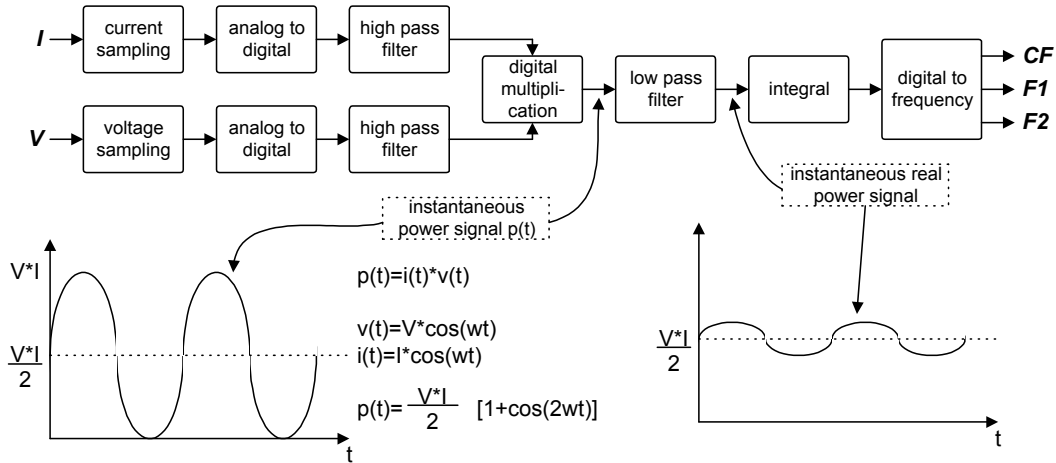 I
current
sampling
analog to
digital
high pass
filter
digital
multipli-
cation
low pass
filter
integral
digital to
frequency
CF
F1
F2
V
voltage
sampling
analog to
digital
high pass
filter
instantaneous
power signal p(t)
instantaneous real
power signal
V*I
V*I
2
t
p(t)=i(t)*v(t)
v(t)=V*cos(wt)
i(t)=I*cos(wt)
p(t)= V*I/2 [1+cos(2wt)]
V*I
2
t